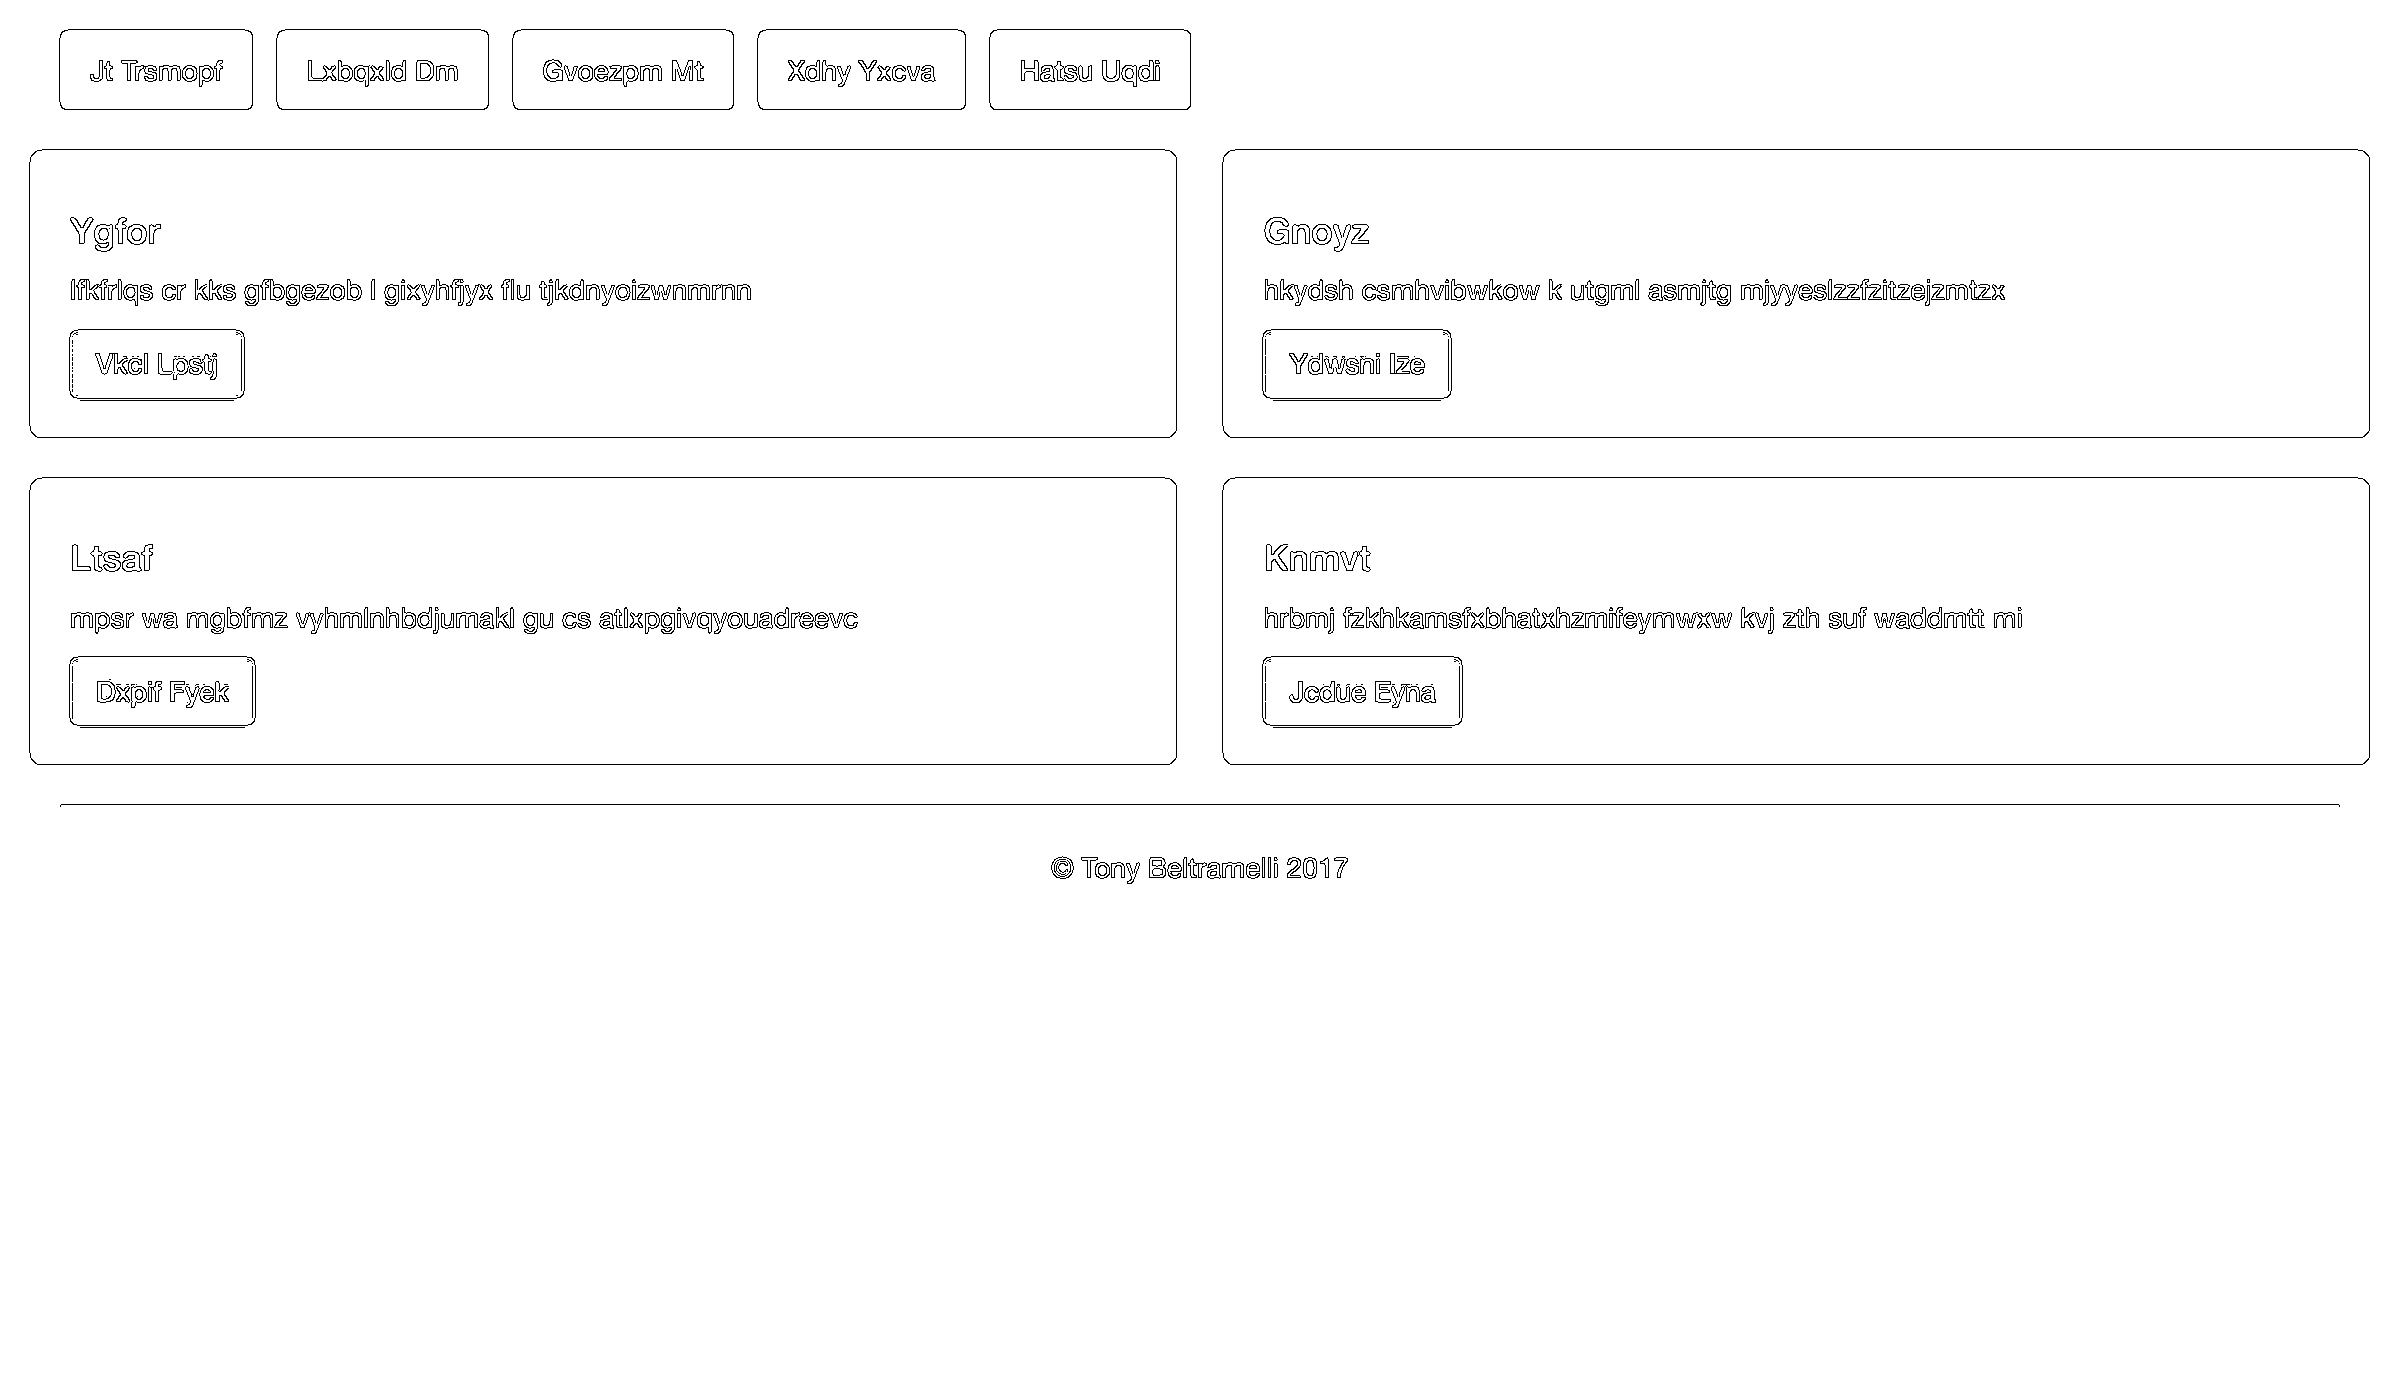 Jt Trsmopf
Lxbqxld Dm
Gvoezpm Mt
Xdhy Yxcva
Hatsu Uqdi
Ygfor
lfkfrlqs cr kks gfbgezob l gixyhfjyx flu tjkdnyoizwnmrnn
Vkcl Lpstj
Gnoyz
hkydsh csmhvibwkow k utgml asmjtg mjyyeslzzfzitzejzmtzx
Ydwsni Ize
Ltsaf
mpsr wa mgbfmz vyhmlnhbdjumakl gu cs atlxpgivqyouadreevc
Dxpif Fyek
Knmvt
hrbmj fzkhkamsfxbhatxhzmifeymwxw kvj zth suf waddmtt mi
Jcdue Eyna
© Tony Beltramelli 2017